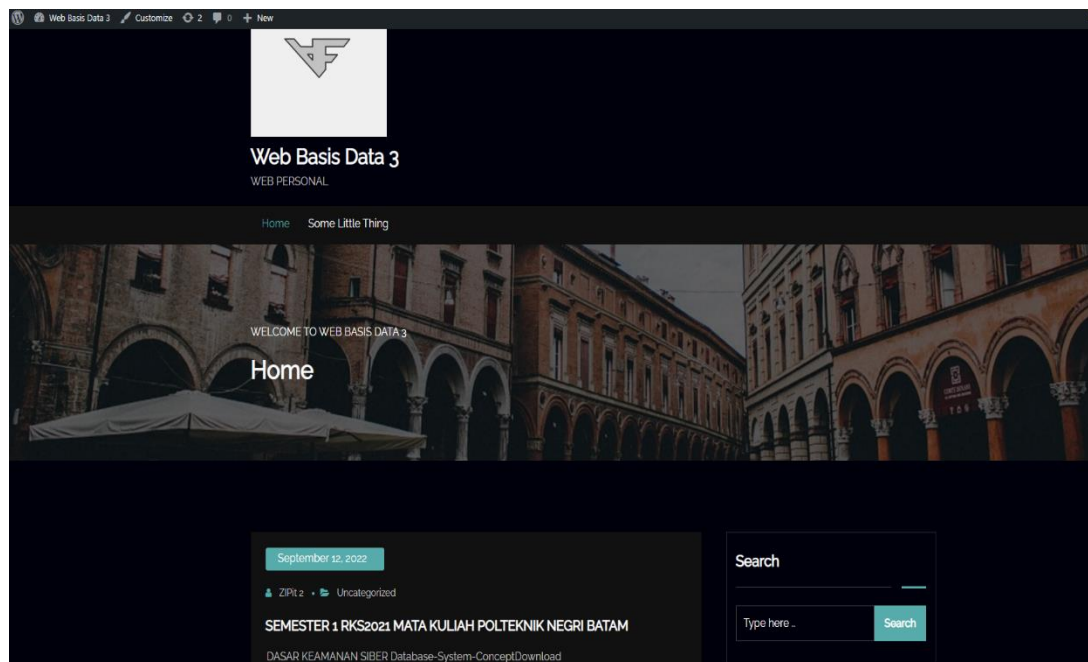 Web Basis Data 3 Customize 2 0 + New
Web Basis Data 3
WEB PERSONAL
Home Some Little Thing
WELCOME TO WEB BASIS DATA 3
Home
September 12, 2022
ZIPit 2 • Uncategorized
SEMESTER 1 RKS2021 MATA KULIAH POLTEKNIK NEGRI BATAM
DASAR KEAMANAN SIBER Database-System-ConceptDownload
Search
Type here .. Search